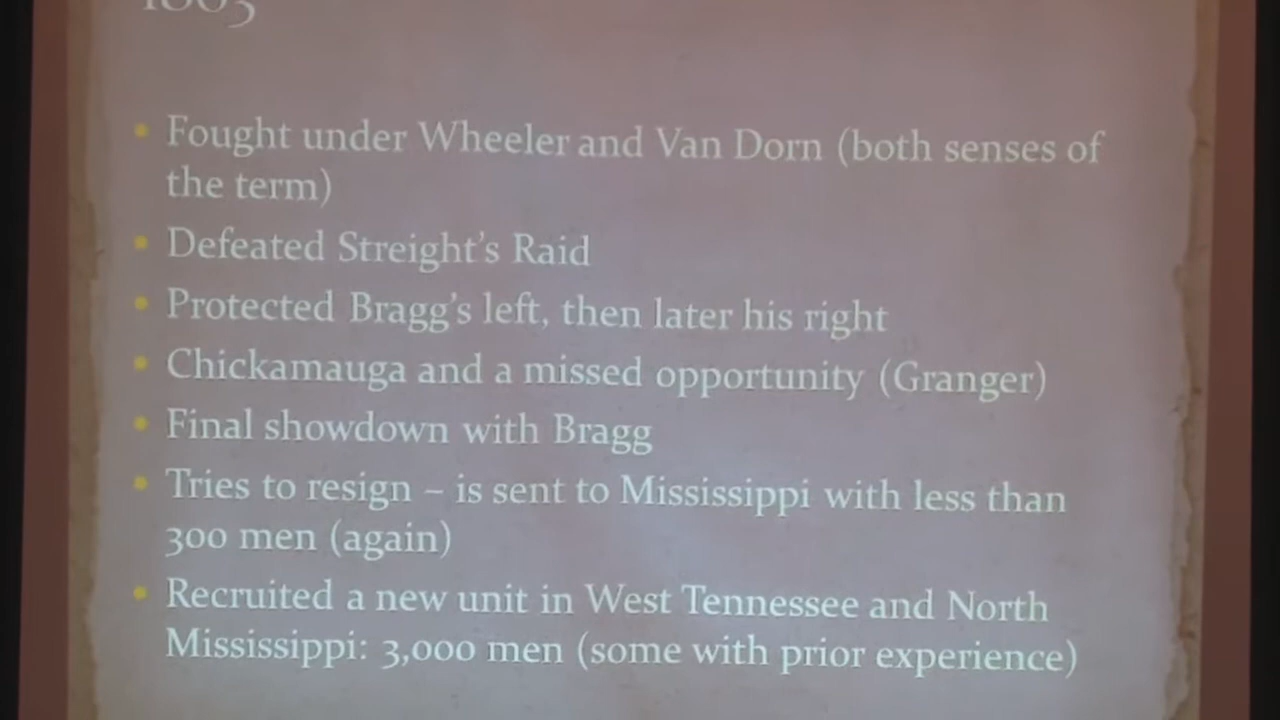 1863
• Fought under Wheeler and Van Dorn (both senses of
the term)
• Defeated Streight's Raid
• Protected Bragg's left, then later his right
• Chickamauga and a missed opportunity (Granger)
• Final showdown with Bragg
• Tries to resign – is sent to Mississippi with less than
300 men (again)
• Recruited a new unit in West Tennessee and North
Mississippi: 3,000 men (some with prior experience)